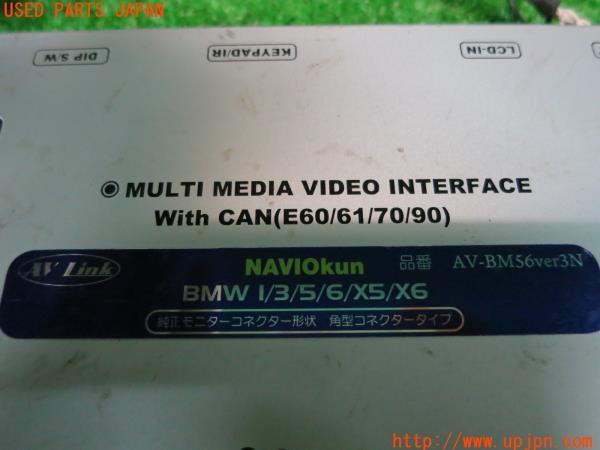 USED PARTS JAPAN
DIP S/W
KEYPAD/IR
LCD-IN
MULTI MEDIA VIDEO INTERFACE
With CAN(E60/61/70/90)
AV Link
NAVIOkun
品番 AV-BM56ver3N
BMW 1/3/5/6/X5/X6
純正モニターコネクター形状 角型コネクタータイプ
http://www.upjpn.com